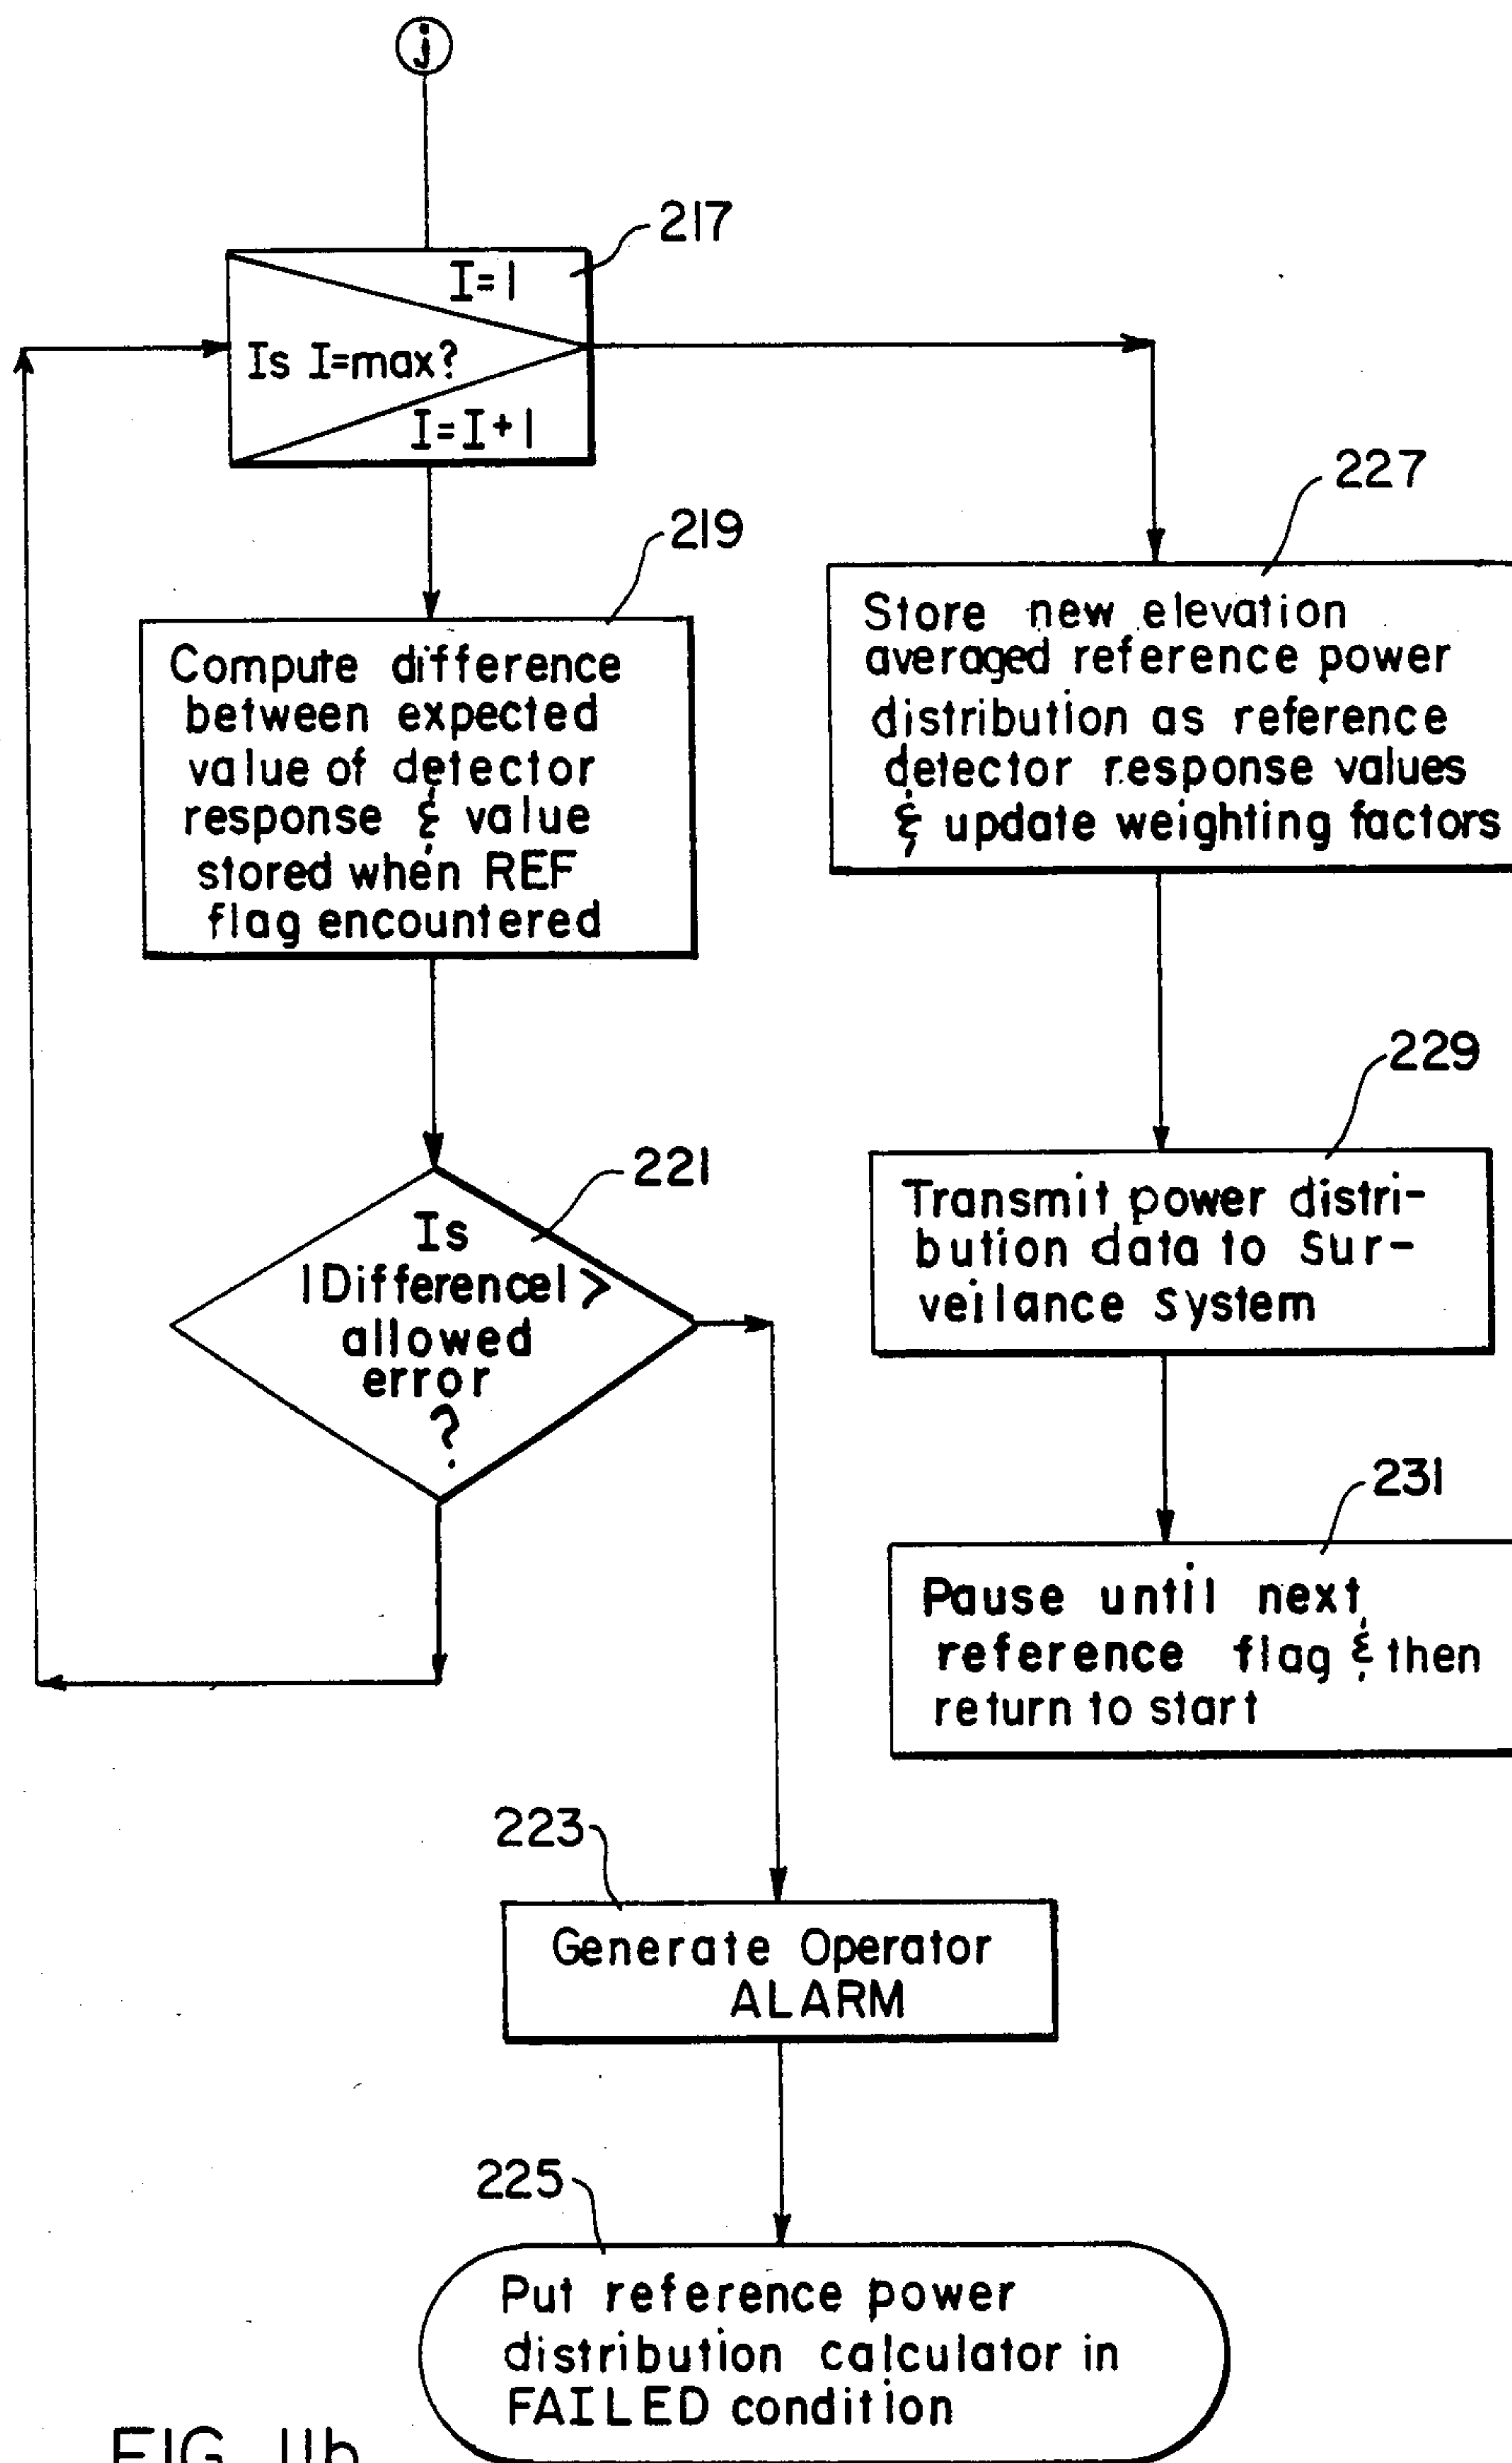 j
217
I=1
Is I=max?
I=I+1
219
Compute difference
between expected
value of detector
response & value
stored when REF
flag encountered
227
Store new elevation
averaged reference power
distribution as reference
detector response values
& update weighting factors
221
Is
|Difference| >
allowed
error
?
229
Transmit power distri-
bution data to Sur-
veilance System
231
Pause until next
reference flag & then
return to start
223
Generate Operator
ALARM
225
Put reference power
distribution calculator in
FAILED condition
FIG. 11b